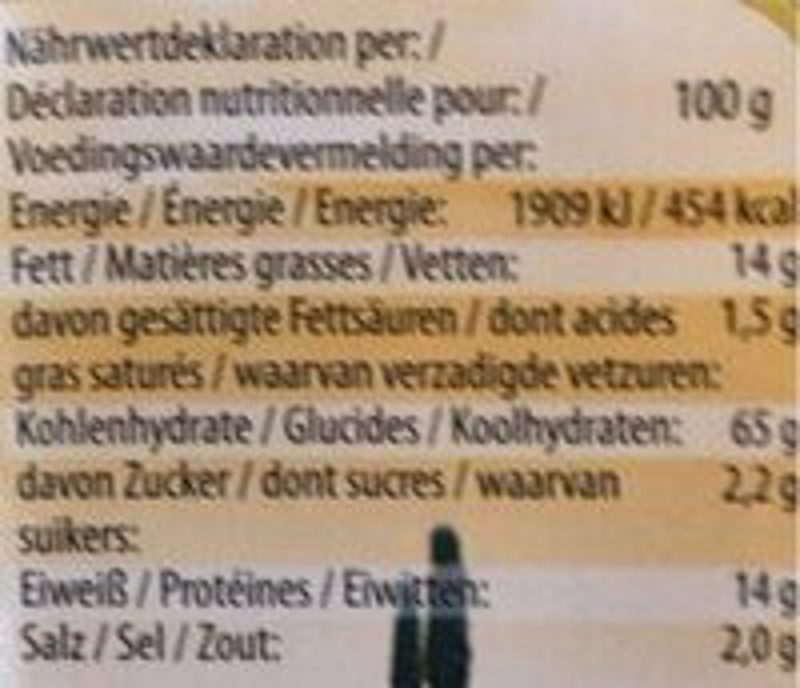 Nährwertdeklaration per: /
Déclaration nutritionnelle pour: / 100 g
Voedingswaardevermelding per:
Energie / Énergie / Energie: 1909 kJ / 454 kcal
Fett / Matières grasses / Vetten: 14 g
davon gesättigte Fettsäuren / dont acides 1,5 g
gras saturés / waarvan verzadigde vetzuren:
Kohlenhydrate / Glucides / Koolhydraten: 65 g
davon Zucker / dont sucres / waarvan 2,2 g
suikers:
Eiweiß / Protéines / Eiwitten: 14 g
Salz / Sel / Zout: 2,0 g